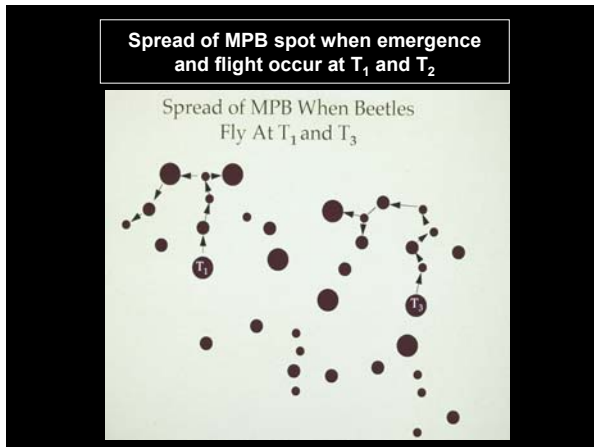 Spread of MPB spot when emergence
and flight occur at T₁ and T₂
Spread of MPB When Beetles
Fly At T₁ and T₃
T₁
T₃